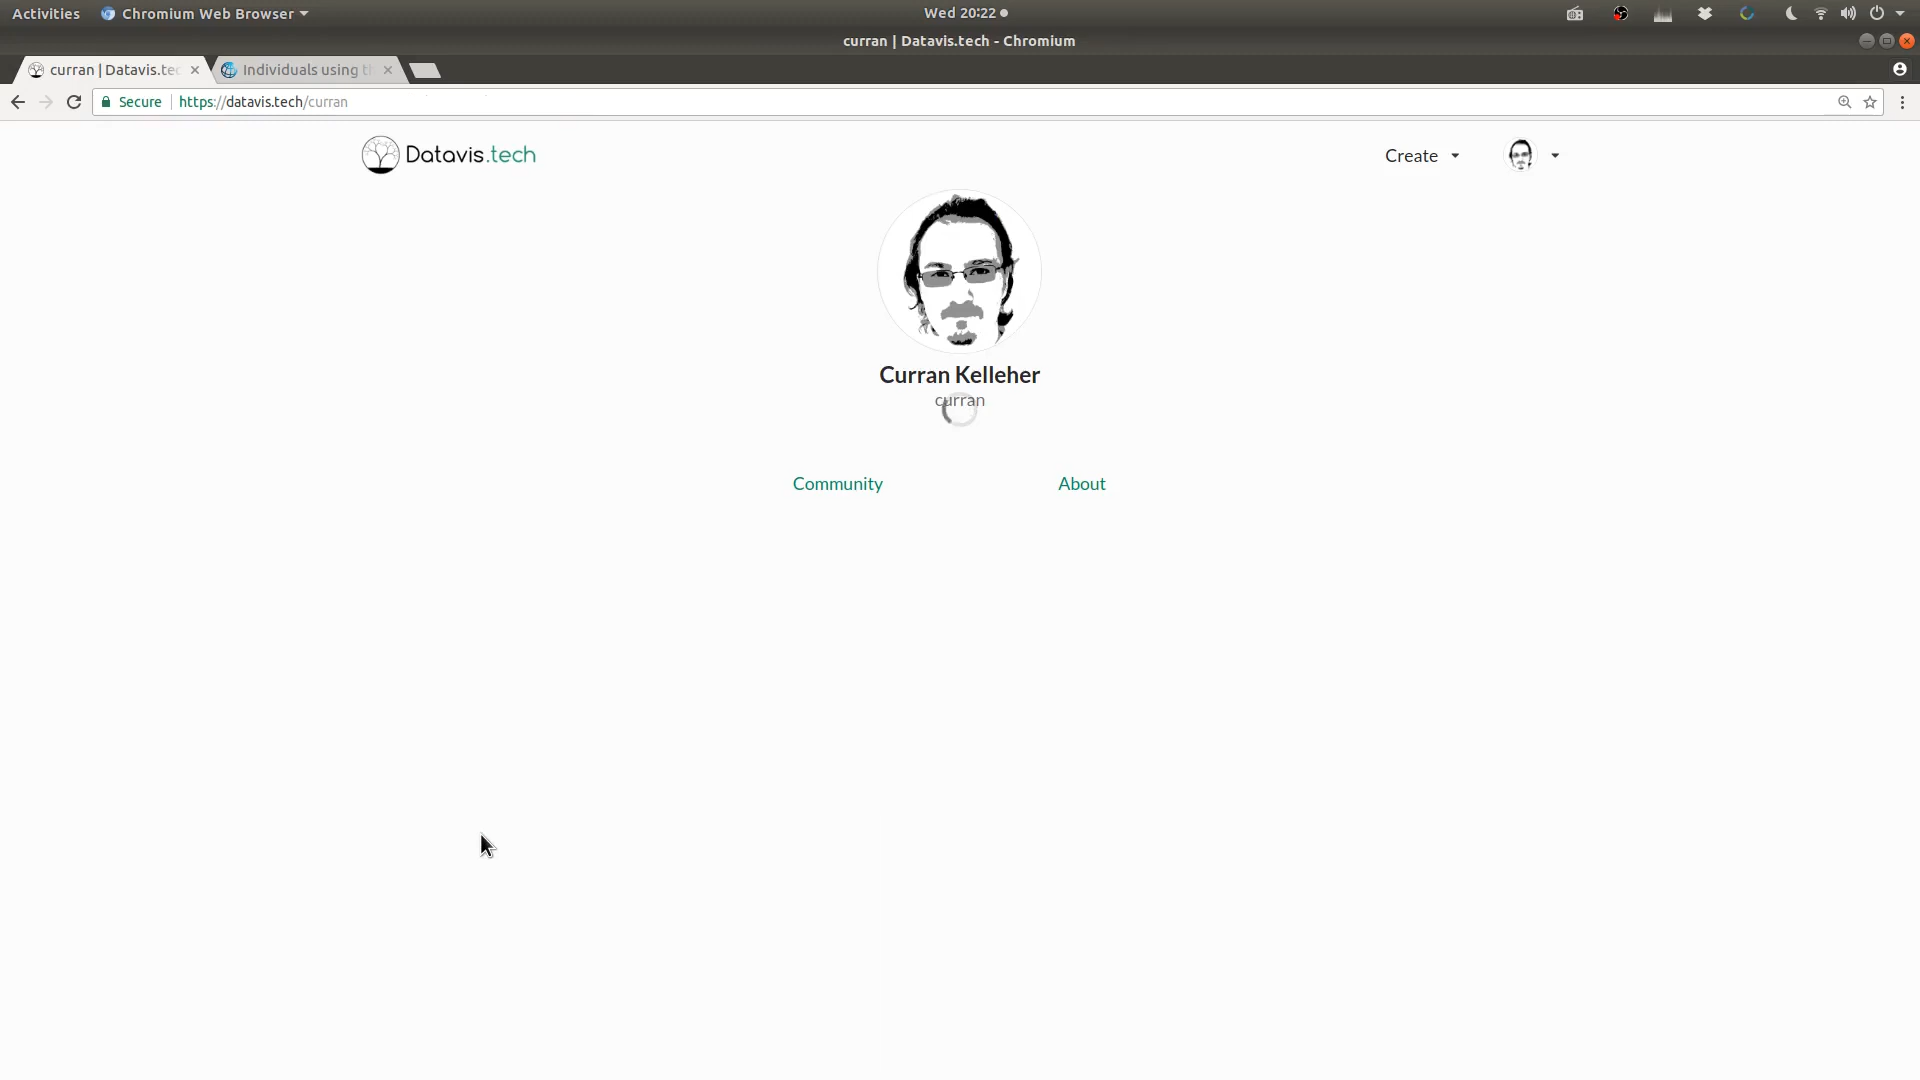 Activities
Chromium Web Browser
Wed 20:22
curran | Datavis.tech - Chromium
curran | Datavis.tec
Individuals using th
Secure
https://datavis.tech/curran
Datavis.tech
Create
Curran Kelleher
curran
Community
About